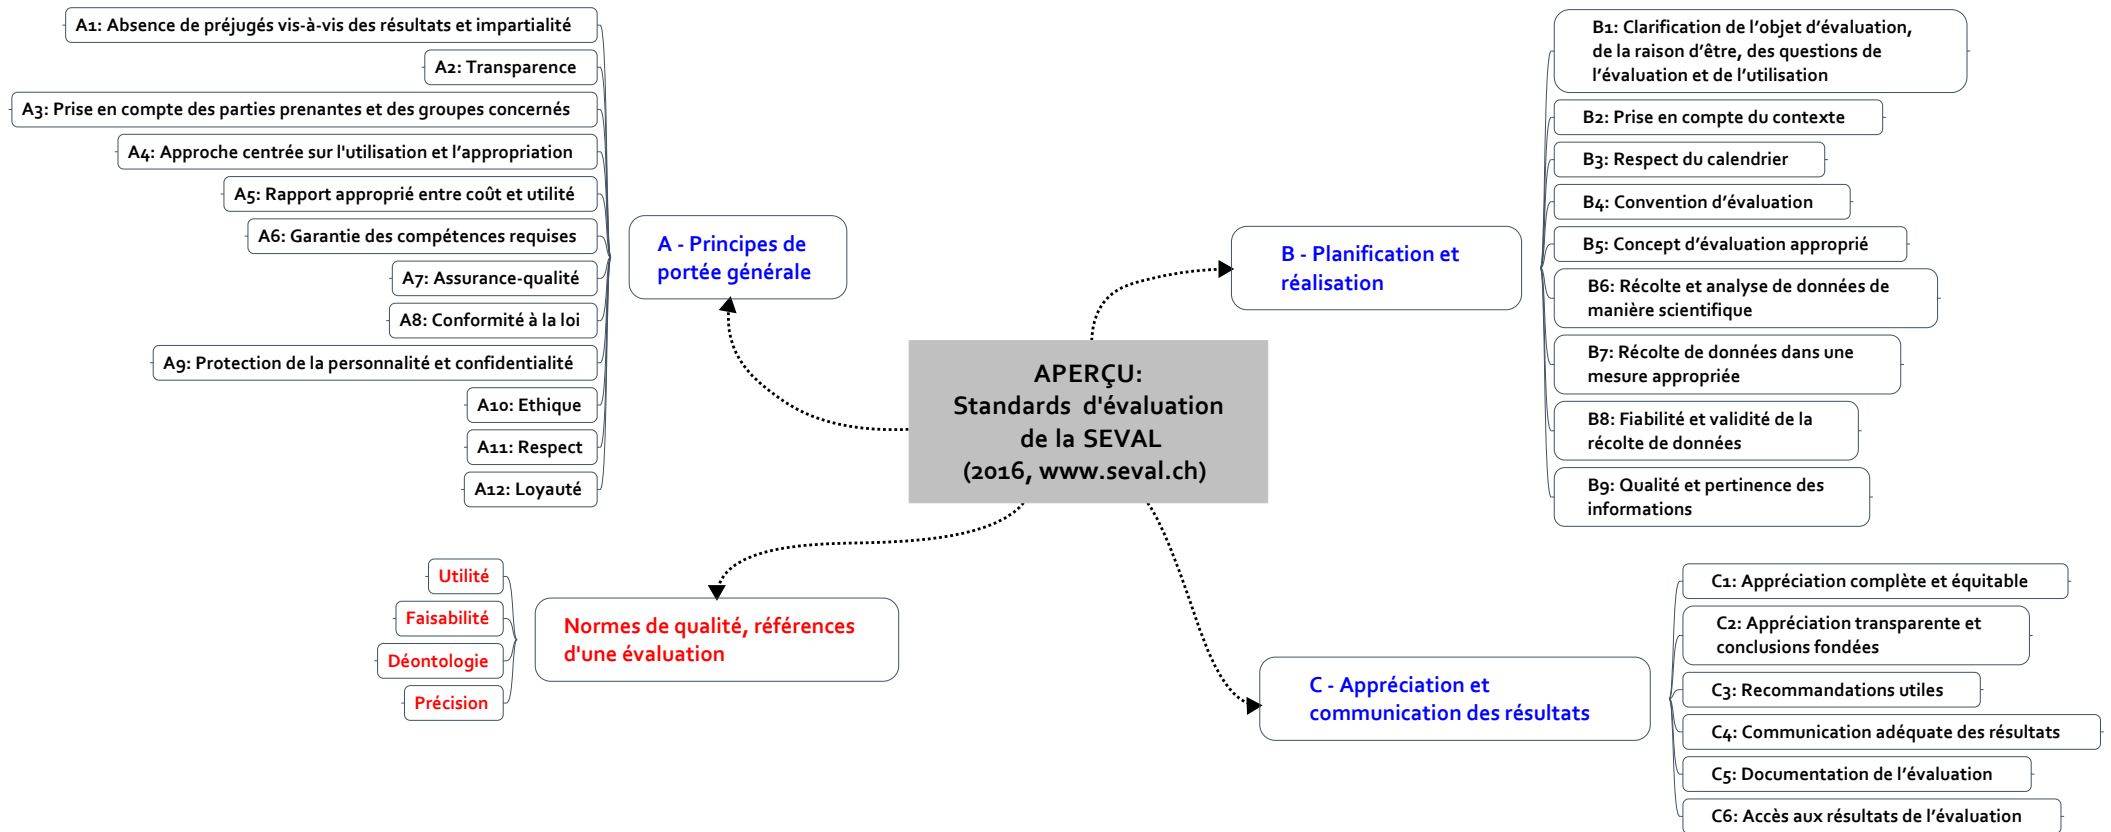 A1: Absence de préjugés vis-à-vis des résultats et impartialité
A2: Transparence
A3: Prise en compte des parties prenantes et des groupes concernés
A4: Approche centrée sur l'utilisation et l’appropriation
A5: Rapport approprié entre coût et utilité
A6: Garantie des compétences requises
A7: Assurance-qualité
A8: Conformité à la loi
A9: Protection de la personnalité et confidentialité
A10: Ethique
A11: Respect
A12: Loyauté
A - Principes de
portée générale
B1: Clarification de l’objet d’évaluation,
de la raison d’être, des questions de
l’évaluation et de l’utilisation
B2: Prise en compte du contexte
B3: Respect du calendrier
B4: Convention d’évaluation
B5: Concept d’évaluation approprié
B6: Récolte et analyse de données de
manière scientifique
B7: Récolte de données dans une
mesure appropriée
B8: Fiabilité et validité de la
récolte de données
B9: Qualité et pertinence des
informations
B - Planification et
réalisation
APERÇU:
Standards d'évaluation
de la SEVAL
(2016, www.seval.ch)
Utilité
Faisabilité
Déontologie
Précision
Normes de qualité, références
d'une évaluation
C - Appréciation et
communication des résultats
C1: Appréciation complète et équitable
C2: Appréciation transparente et
conclusions fondées
C3: Recommandations utiles
C4: Communication adéquate des résultats
C5: Documentation de l’évaluation
C6: Accès aux résultats de l’évaluation